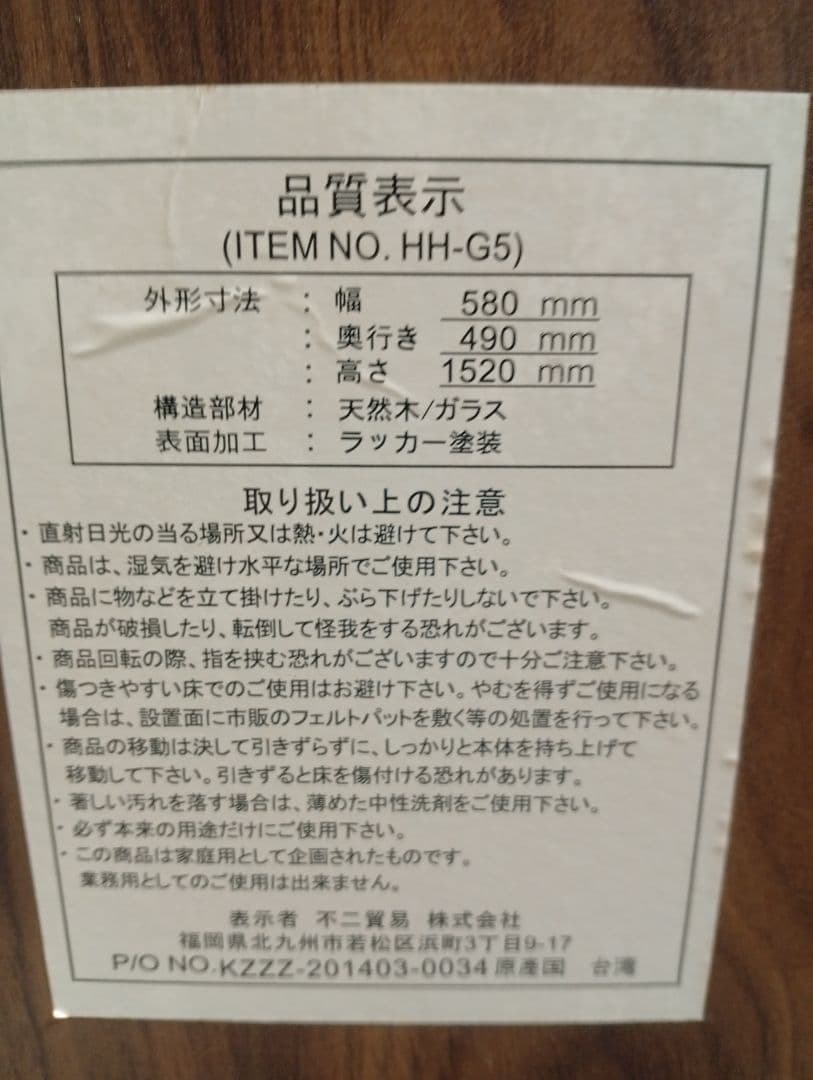 品質表示
(ITEM NO. HH-G5)
外形寸法 : 幅 580 mm
: 奥行き 490 mm
: 高さ 1520 mm
構造部材 : 天然木/ガラス
表面加工 : ラッカー塗装
取り扱い上の注意
・直射日光の当る場所又は熱・火は避けて下さい。
・商品は、湿気を避け水平な場所でご使用下さい。
・商品に物などを立て掛けたり、ぶら下げたりしないで下さい。
商品が破損したり、転倒して怪我をする恐れがございます。
・商品回転の際、指を挟む恐れがございますので十分ご注意下さい。
・傷つきやすい床でのご使用はお避け下さい。やむを得ずご使用になる
場合は、設置面に市販のフェルトパットを敷く等の処置を行って下さい。
・商品の移動は決して引きずらずに、しっかりと本体を持ち上げて
移動して下さい。引きずると床を傷付ける恐れがあります。
・著しい汚れを落す場合は、薄めた中性洗剤をご使用下さい。
・必ず本来の用途だけにご使用下さい。
・この商品は家庭用として企画されたものです。
業務用としてのご使用は出来ません。
表示者 不二貿易 株式会社
福岡県北九州市若松区浜町3丁目9-17
P/O NO.KZZZ-201403-0034 原産国 台湾